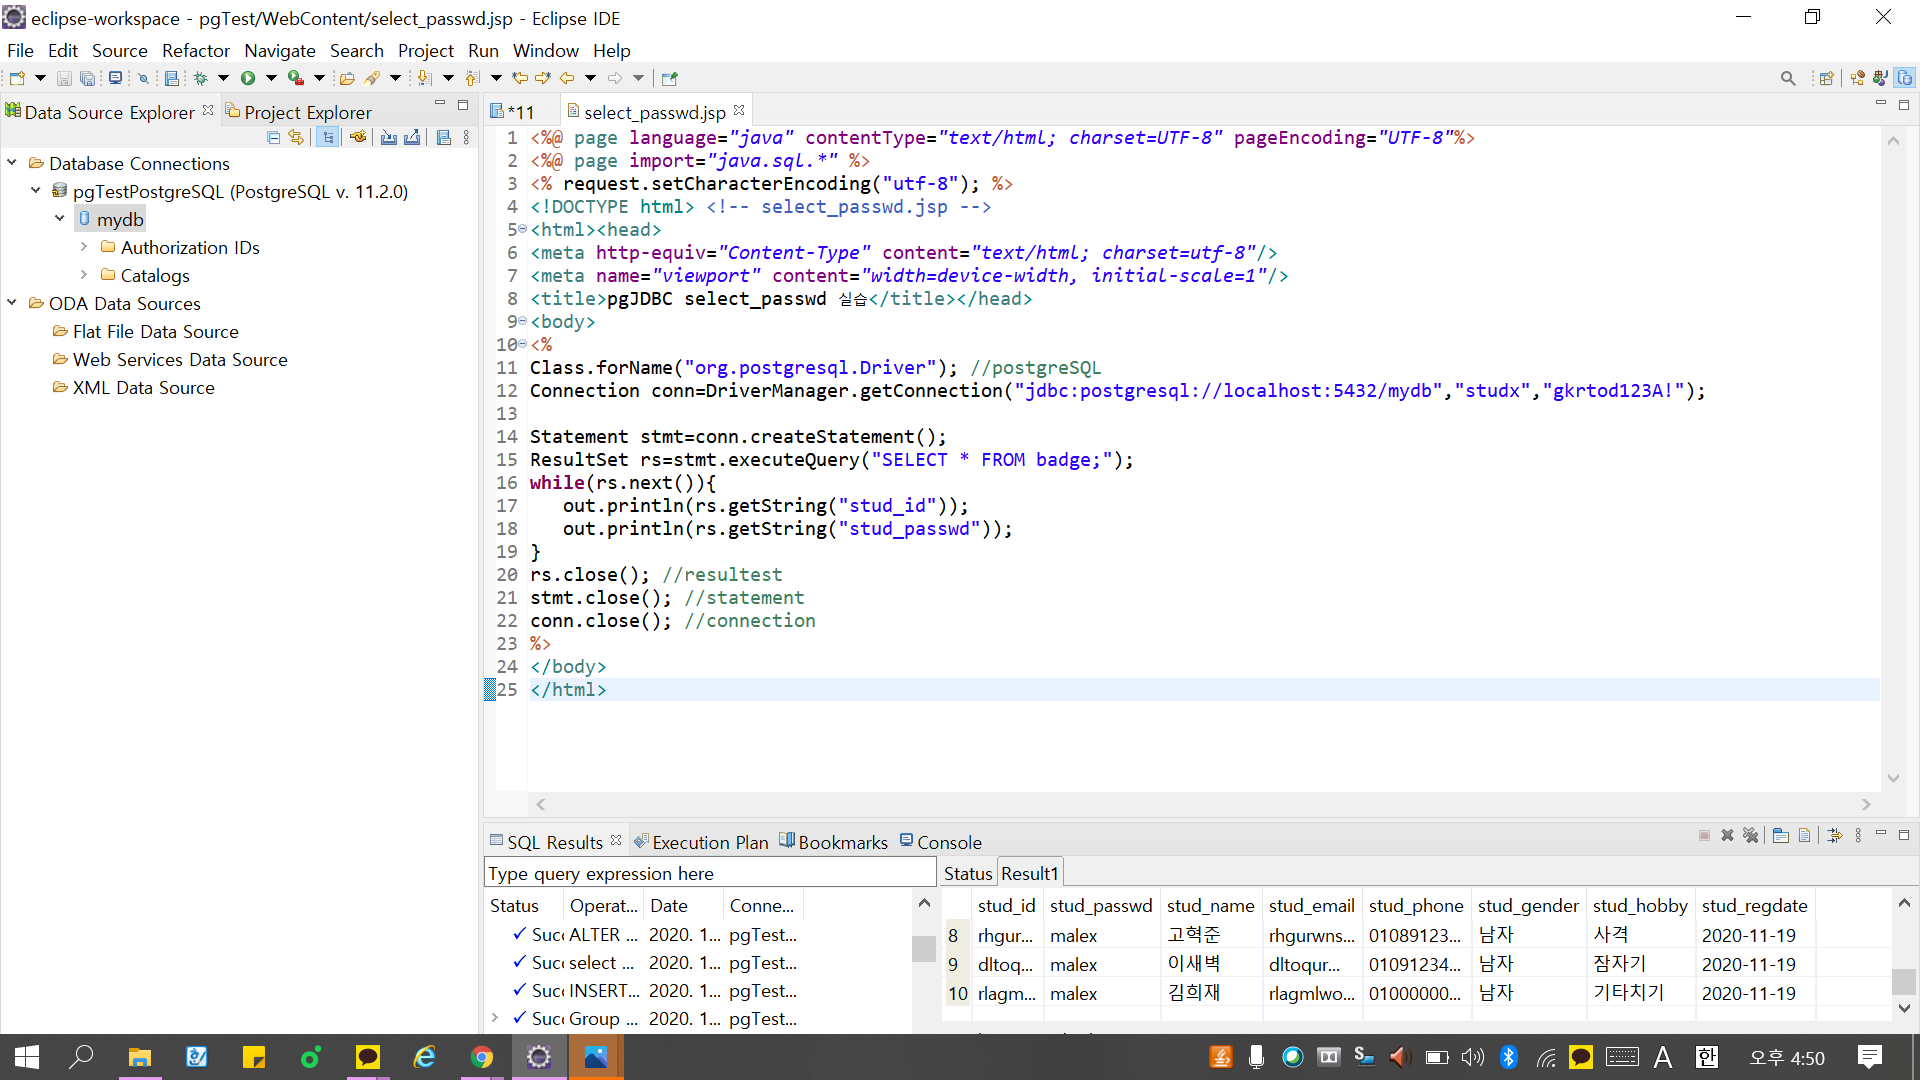 eclipse-workspace - pgTest/WebContent/select_passwd.jsp - Eclipse IDE
File Edit Source Refactor Navigate Search Project Run Window Help
Data Source Explorer Project Explorer
Database Connections
pgTestPostgreSQL (PostgreSQL v. 11.2.0)
mydb
Authorization IDs
Catalogs
ODA Data Sources
Flat File Data Source
Web Services Data Source
XML Data Source
*11 select_passwd.jsp
1 <%@ page language="java" contentType="text/html; charset=UTF-8" pageEncoding="UTF-8"%>
2 <%@ page import="java.sql.*" %>
3 <% request.setCharacterEncoding("utf-8"); %>
4 <!DOCTYPE html> <!-- select_passwd.jsp -->
5 <html><head>
6 <meta http-equiv="Content-Type" content="text/html; charset=utf-8"/>
7 <meta name="viewport" content="width=device-width, initial-scale=1"/>
8 <title>pgJDBC select_passwd 실습</title></head>
9 <body>
10 <%
11 Class.forName("org.postgresql.Driver"); //postgreSQL
12 Connection conn=DriverManager.getConnection("jdbc:postgresql://localhost:5432/mydb","studx","gkrtod123A!");
13
14 Statement stmt=conn.createStatement();
15 ResultSet rs=stmt.executeQuery("SELECT * FROM badge;");
16 while(rs.next()){
17 out.println(rs.getString("stud_id"));
18 out.println(rs.getString("stud_passwd"));
19 }
20 rs.close(); //resultest
21 stmt.close(); //statement
22 conn.close(); //connection
23 %>
24 </body>
25 </html>
SQL Results Execution Plan Bookmarks Console
Type query expression here
Status Operat... Date Conne...
Succ ALTER ... 2020. 1... pgTest...
Succ select ... 2020. 1... pgTest...
Succ INSERT... 2020. 1... pgTest...
Succ Group ... 2020. 1... pgTest...
Status Result1
stud_id stud_passwd stud_name stud_email stud_phone stud_gender stud_hobby stud_regdate
8 rhgur... malex 고혁준 rhgurwns... 01089123... 남자 사격 2020-11-19
9 dltoq... malex 이새벽 dltoqur... 01091234... 남자 잠자기 2020-11-19
10 rlagm... malex 김희재 rlagmlwo... 01000000... 남자 기타치기 2020-11-19
A 한 오후 4:50